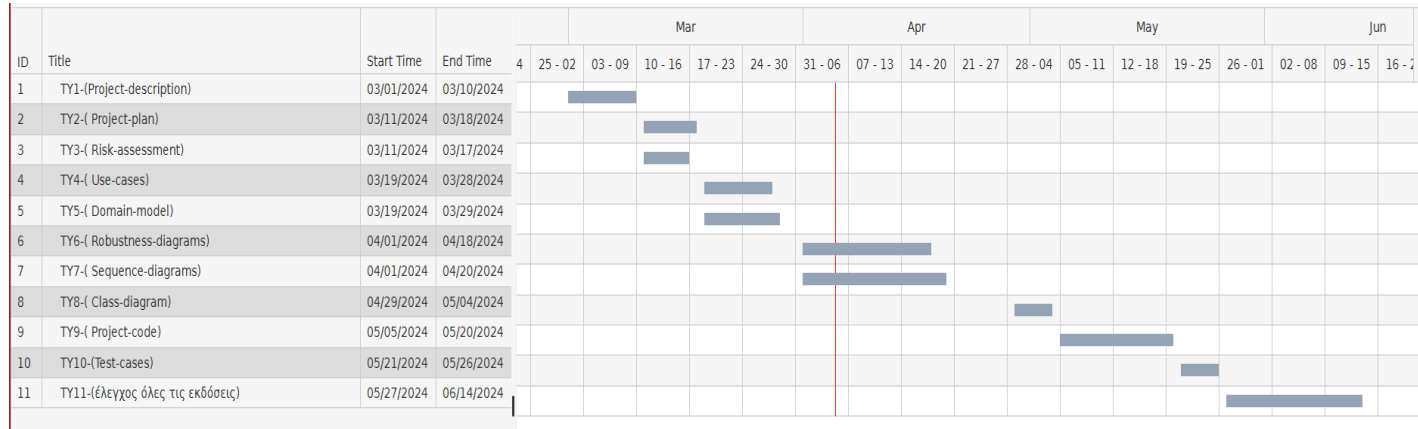 Mar Apr May Jun
ID Title Start Time End Time 4 25 - 02 03 - 09 10 - 16 17 - 23 24 - 30 31 - 06 07 - 13 14 - 20 21 - 27 28 - 04 05 - 11 12 - 18 19 - 25 26 - 01 02 - 08 09 - 15 16 -
1 TY1-(Project-description) 03/01/2024 03/10/2024
2 TY2-( Project-plan) 03/11/2024 03/18/2024
3 TY3-( Risk-assessment) 03/11/2024 03/17/2024
4 TY4-( Use-cases) 03/19/2024 03/28/2024
5 TY5-( Domain-model) 03/19/2024 03/29/2024
6 TY6-( Robustness-diagrams) 04/01/2024 04/18/2024
7 TY7-( Sequence-diagrams) 04/01/2024 04/20/2024
8 TY8-( Class-diagram) 04/29/2024 05/04/2024
9 TY9-( Project-code) 05/05/2024 05/20/2024
10 TY10-(Test-cases) 05/21/2024 05/26/2024
11 TY11-(έλεγχος όλες τις εκδόσεις) 05/27/2024 06/14/2024